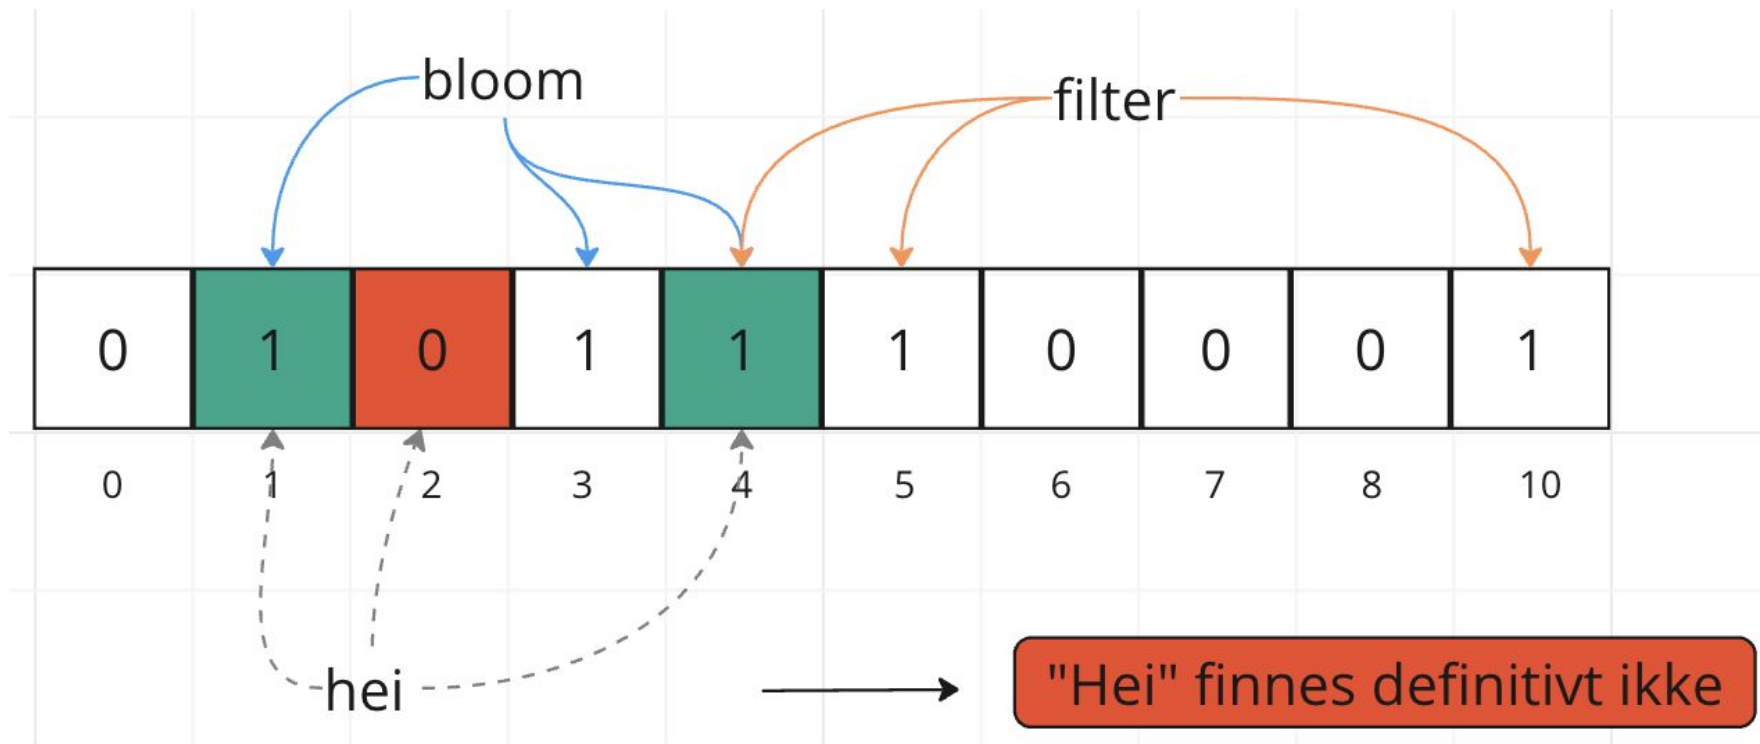 bloom
filter
0 1 0 1 1 1 0 0 0 1
0 1 2 3 4 5 6 7 8 10
hei
"Hei" finnes definitivt ikke